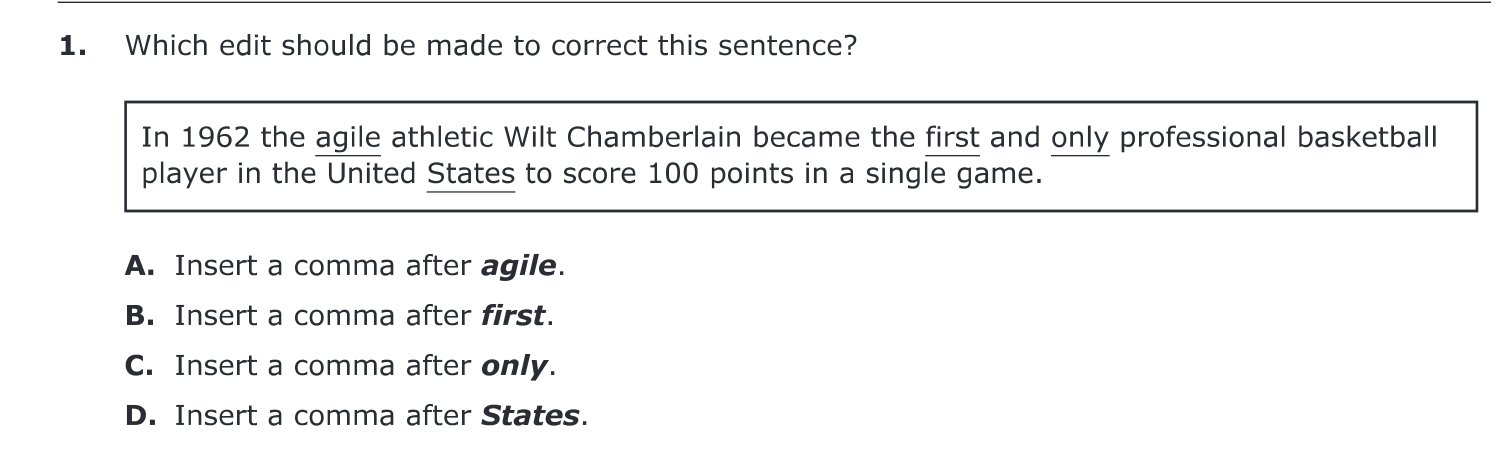 1. Which edit should be made to correct this sentence?
In 1962 the agile athletic Wilt Chamberlain became the first and only professional basketball
player in the United States to score 100 points in a single game.
A. Insert a comma after agile.
B. Insert a comma after first.
C. Insert a comma after only.
D. Insert a comma after States.